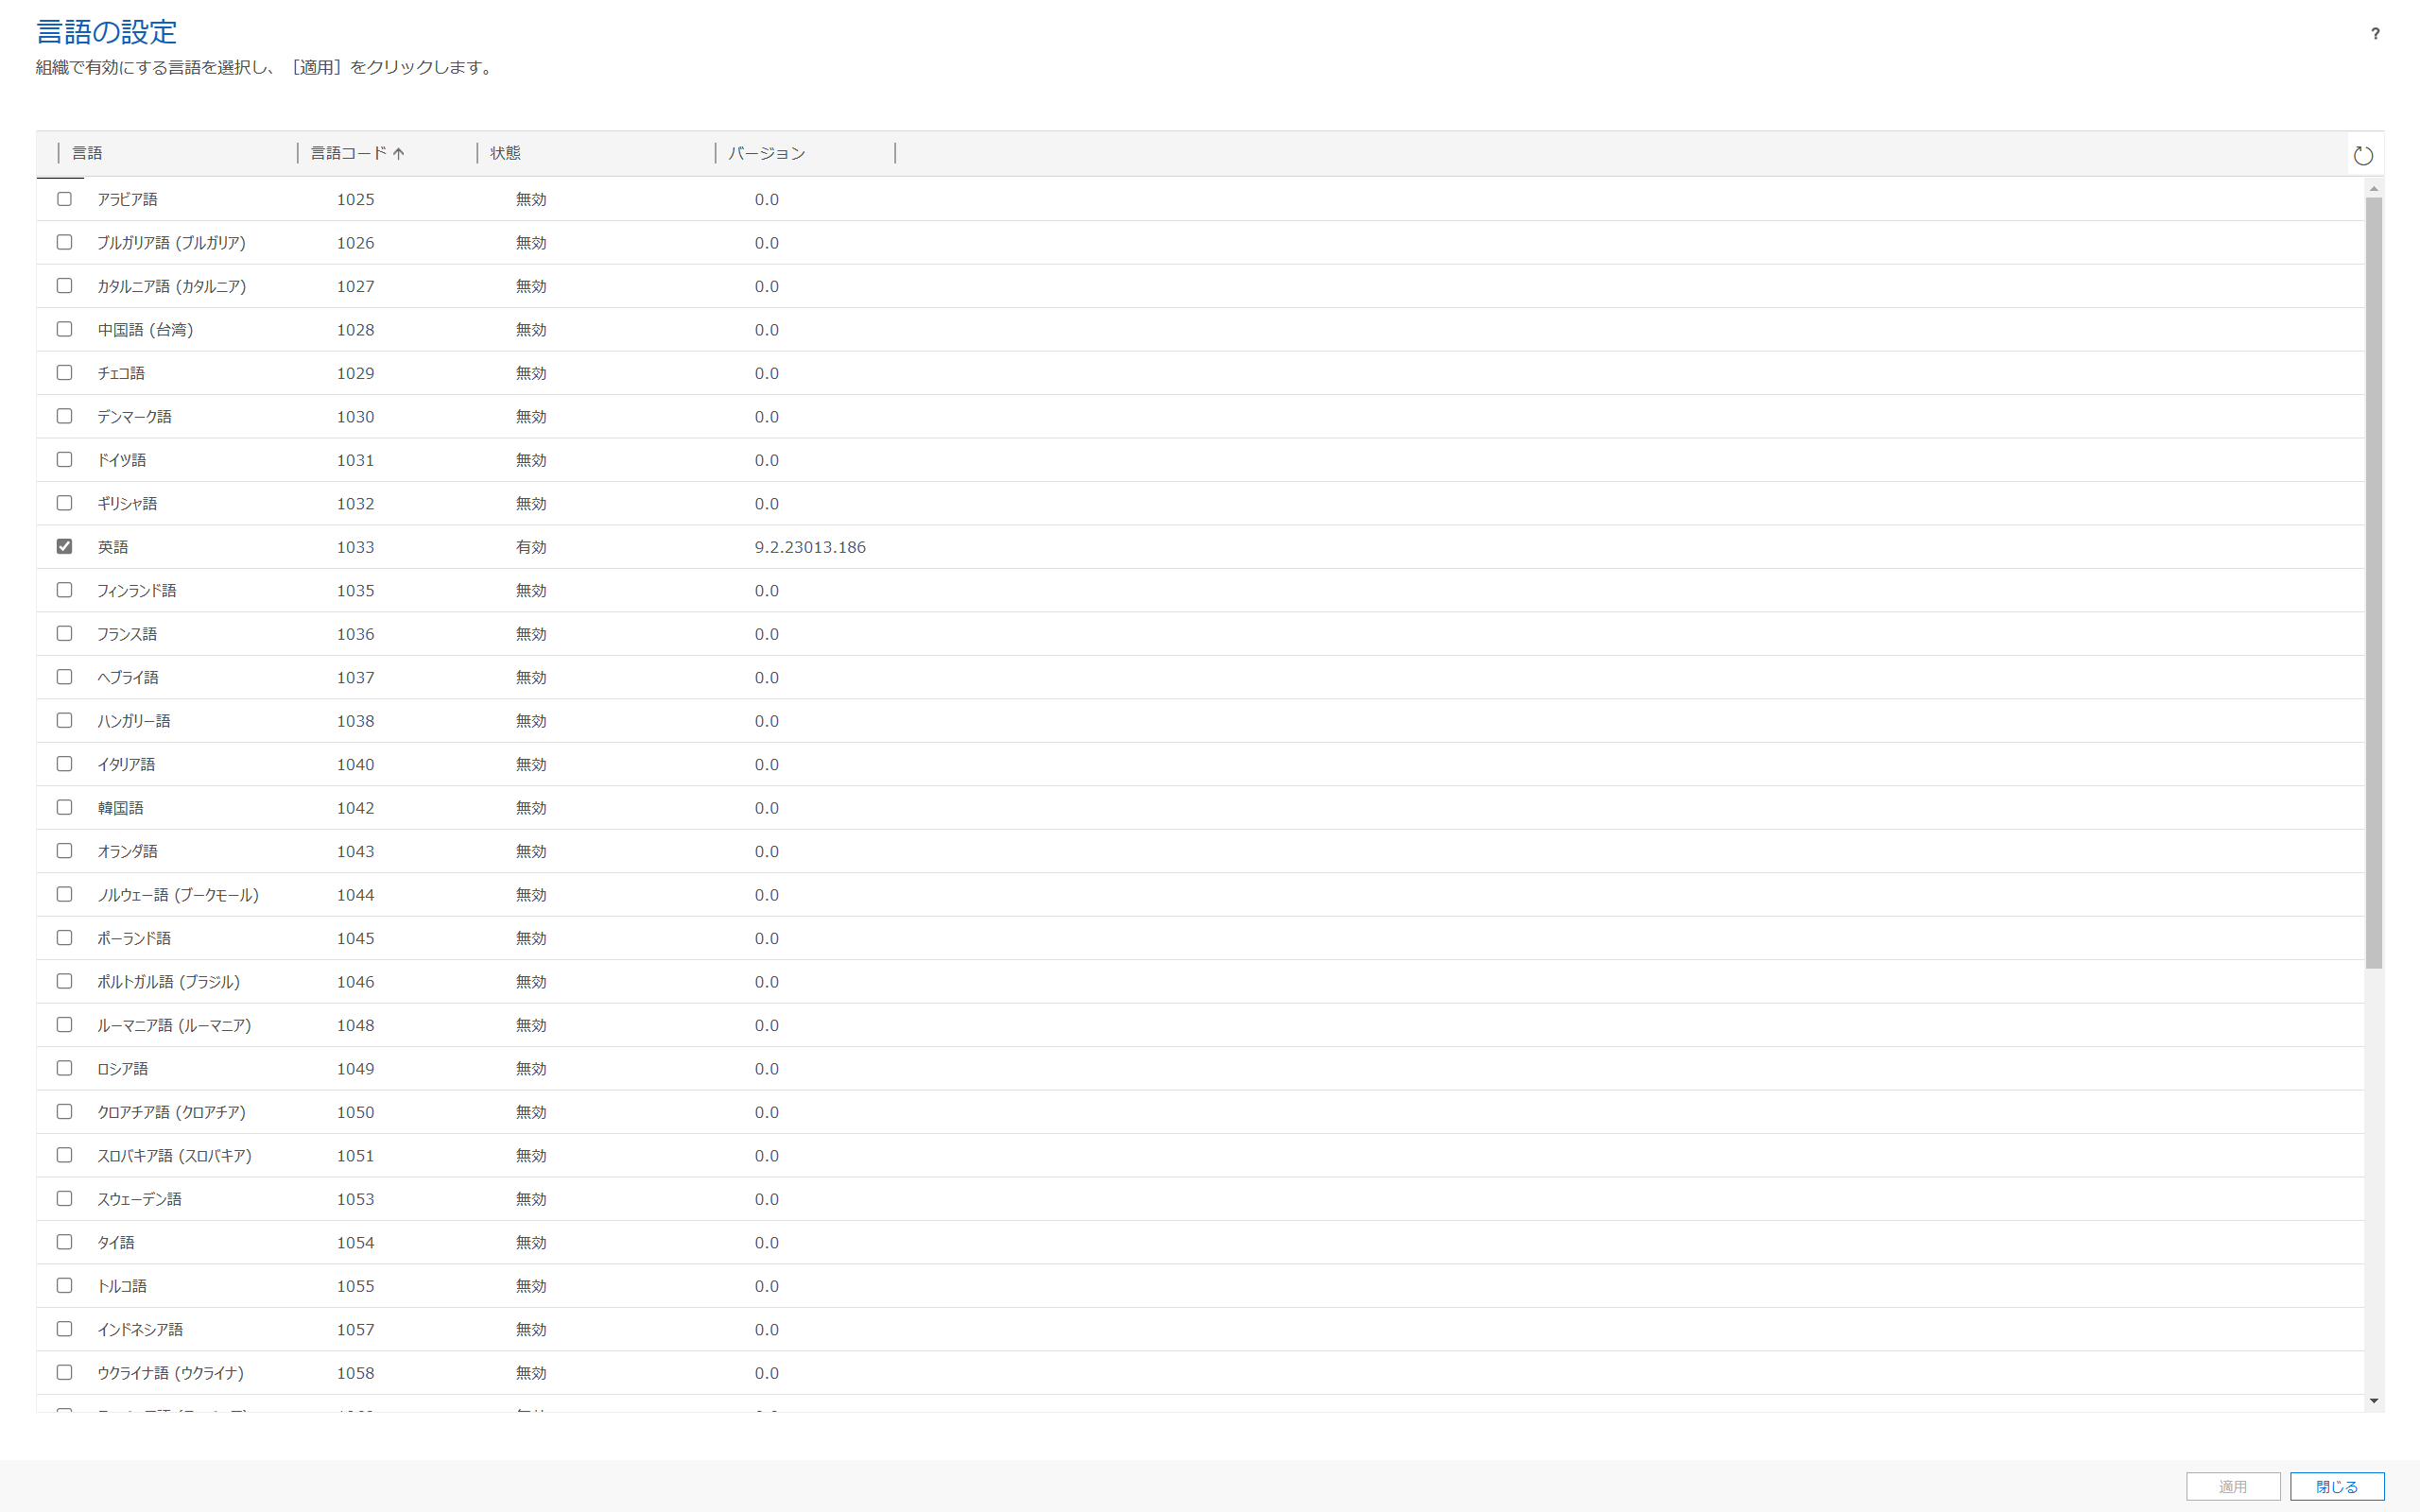 言語の設定
?
組織で有効にする言語を選択し、［適用］をクリックします。
言語 言語コード 状態 バージョン
アラビア語 1025 無効 0.0
ブルガリア語 (ブルガリア) 1026 無効 0.0
カタルニア語 (カタルニア) 1027 無効 0.0
中国語 (台湾) 1028 無効 0.0
チェコ語 1029 無効 0.0
デンマーク語 1030 無効 0.0
ドイツ語 1031 無効 0.0
ギリシャ語 1032 無効 0.0
英語 1033 有効 9.2.23013.186
フィンランド語 1035 無効 0.0
フランス語 1036 無効 0.0
ヘブライ語 1037 無効 0.0
ハンガリー語 1038 無効 0.0
イタリア語 1040 無効 0.0
韓国語 1042 無効 0.0
オランダ語 1043 無効 0.0
ノルウェー語 (ブークモール) 1044 無効 0.0
ポーランド語 1045 無効 0.0
ポルトガル語 (ブラジル) 1046 無効 0.0
ルーマニア語 (ルーマニア) 1048 無効 0.0
ロシア語 1049 無効 0.0
クロアチア語 (クロアチア) 1050 無効 0.0
スロバキア語 (スロバキア) 1051 無効 0.0
スウェーデン語 1053 無効 0.0
タイ語 1054 無効 0.0
トルコ語 1055 無効 0.0
インドネシア語 1057 無効 0.0
ウクライナ語 (ウクライナ) 1058 無効 0.0
適用 閉じる